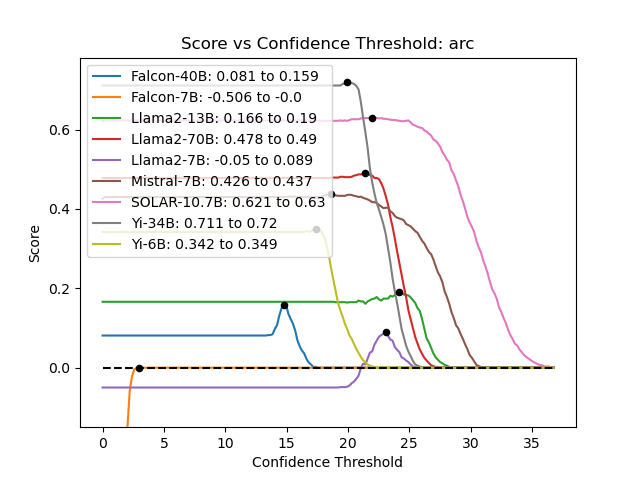 Score vs Confidence Threshold: arc
Falcon-40B: 0.081 to 0.159
Falcon-7B: -0.506 to -0.0
Llama2-13B: 0.166 to 0.19
Llama2-70B: 0.478 to 0.49
Llama2-7B: -0.05 to 0.089
Mistral-7B: 0.426 to 0.437
SOLAR-10.7B: 0.621 to 0.63
Yi-34B: 0.711 to 0.72
Yi-6B: 0.342 to 0.349
Score
0.6
0.4
0.2
0.0
0 5 10 15 20 25 30 35
Confidence Threshold